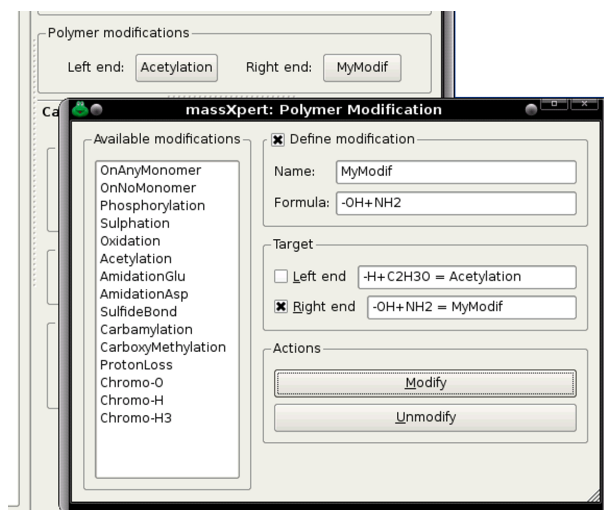 Polymer modifications
Left end: Acetylation Right end: MyModif
Ca
massXpert: Polymer Modification
Available modifications
OnAnyMonomer
OnNoMonomer
Phosphorylation
Sulphation
Oxidation
Acetylation
AmidationGlu
AmidationAsp
SulfideBond
Carbamylation
CarboxyMethylation
ProtonLoss
Chromo-O
Chromo-H
Chromo-H3
Define modification
Name: MyModif
Formula: -OH+NH2
Target
Left end -H+C2H3O = Acetylation
Right end -OH+NH2 = MyModif
Actions
Modify
Unmodify